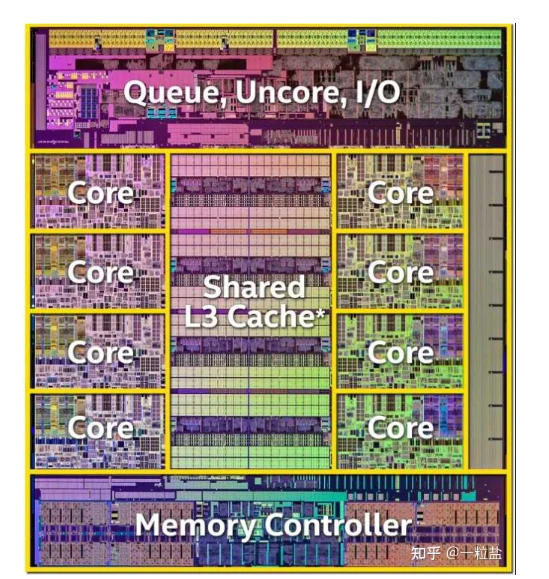 Queue, Uncore, I/O
Core
Core
Core
Core
Shared
L3 Cache*
Core
Core
Core
Core
Memory Controller
知乎 @一粒盐